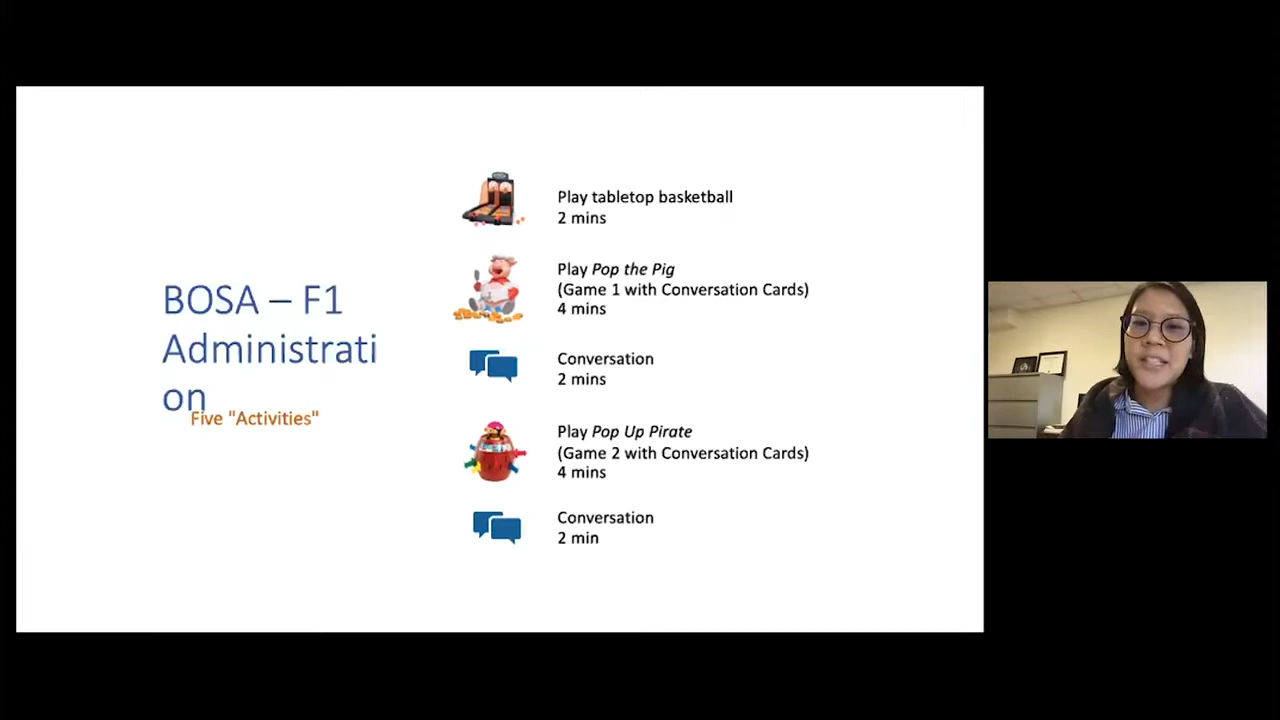 BOSA – F1
Administrati
on
Five "Activities"
Play tabletop basketball
2 mins
Play Pop the Pig
(Game 1 with Conversation Cards)
4 mins
Conversation
2 mins
Play Pop Up Pirate
(Game 2 with Conversation Cards)
4 mins
Conversation
2 min